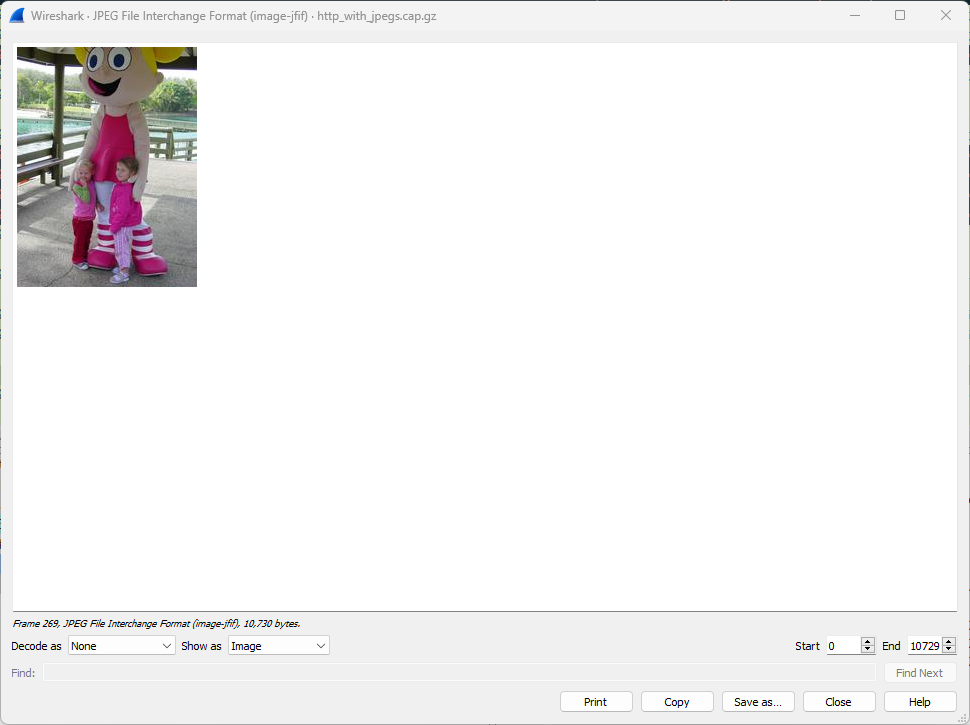 Wireshark · JPEG File Interchange Format (image-jfif) · http_with_jpegs.cap.gz
Frame 269, JPEG File Interchange Format (image-jfif), 10,730 bytes.
Decode as None Show as Image Start 0 End 10729
Find: Find Next
Print Copy Save as... Close Help